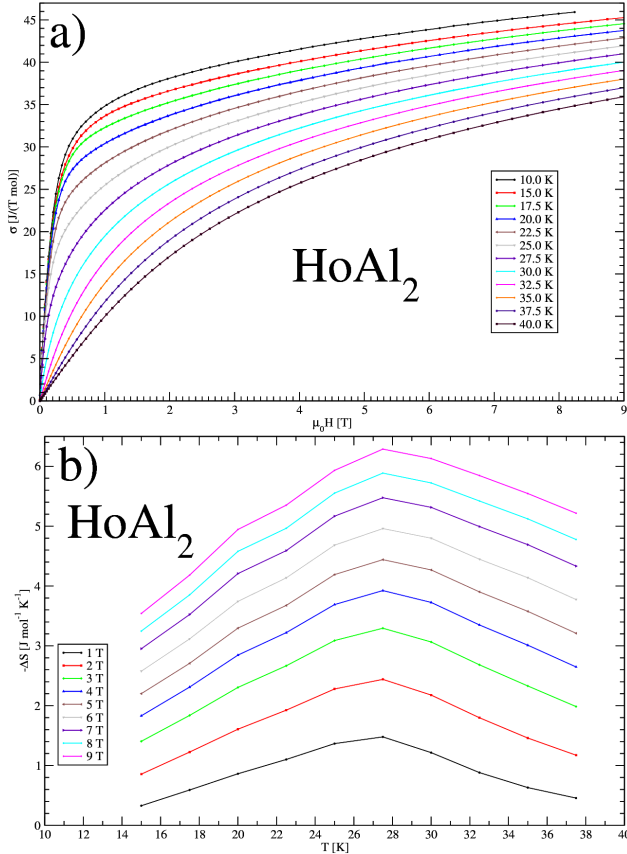 a)
45
40
35
30
25
20
15
10
5
0
σ [J/(T mol)]
10.0 K
15.0 K
17.5 K
20.0 K
22.5 K
25.0 K
27.5 K
30.0 K
32.5 K
35.0 K
37.5 K
40.0 K
HoAl₂
0 1 2 3 4 5 6 7 8 9
μ₀H [T]
b)
HoAl₂
6
5
4
3
2
1
0
-ΔS [J mol⁻¹ K⁻¹]
1 T
2 T
3 T
4 T
5 T
6 T
7 T
8 T
9 T
10 12 14 16 18 20 22 24 26 28 30 32 34 36 38 40
T [K]